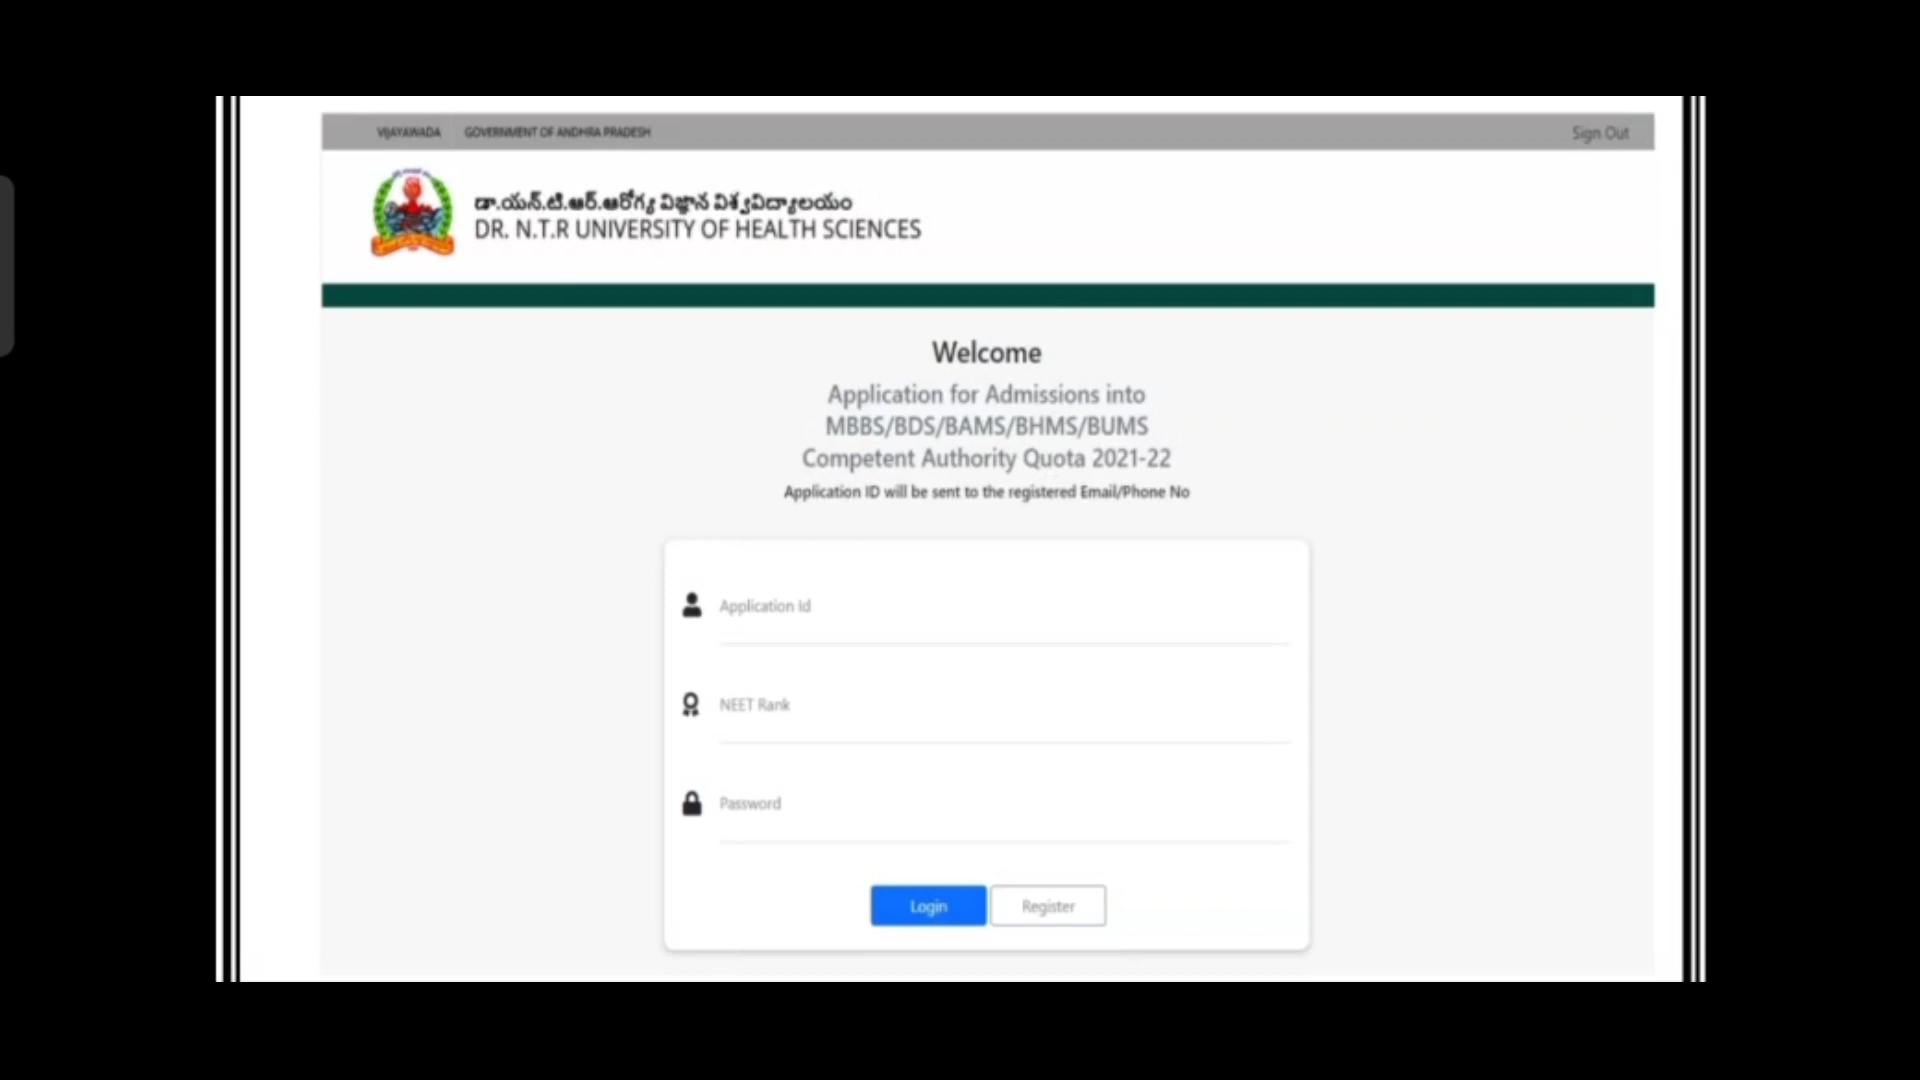 VIJAYAWADA GOVERNMENT OF ANDHRA PRADESH Sign Out
డా.యన్.టి.ఆర్.ఆరోగ్య విజ్ఞాన విశ్వవిద్యాలయం
DR. N.T.R UNIVERSITY OF HEALTH SCIENCES
Welcome
Application for Admissions into
MBBS/BDS/BAMS/BHMS/BUMS
Competent Authority Quota 2021-22
Application ID will be sent to the registered Email/Phone No
Application Id
NEET Rank
Password
Login Register